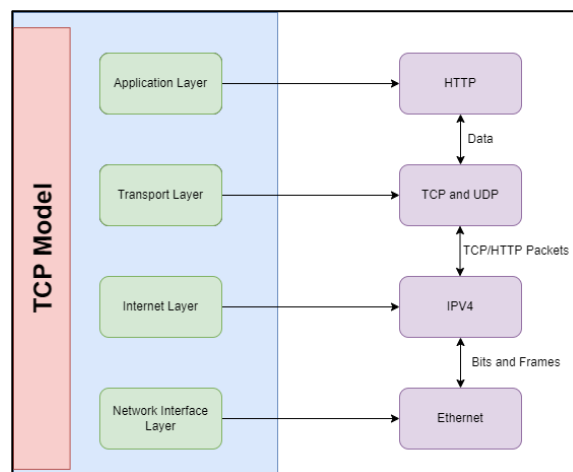 TCP Model
Application Layer
HTTP
Data
Transport Layer
TCP and UDP
TCP/HTTP Packets
Internet Layer
IPV4
Bits and Frames
Network Interface
Layer
Ethernet